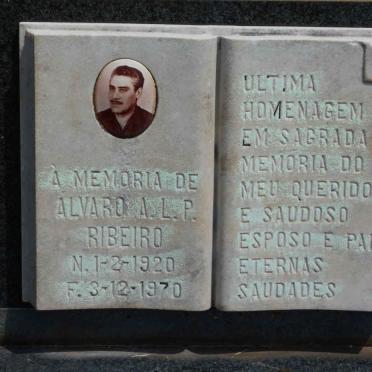 À MEMÓRIA DE
ALVARO A. L. P.
RIBEIRO
N. 1-2-1920
F. 3-12-1970
ULTIMA
HOMENAGEM
EM SAGRADA
MEMORIA DO
MEU QUERIDO
E SAUDOSO
ESPOSO E PAI
ETERNAS
SAUDADES